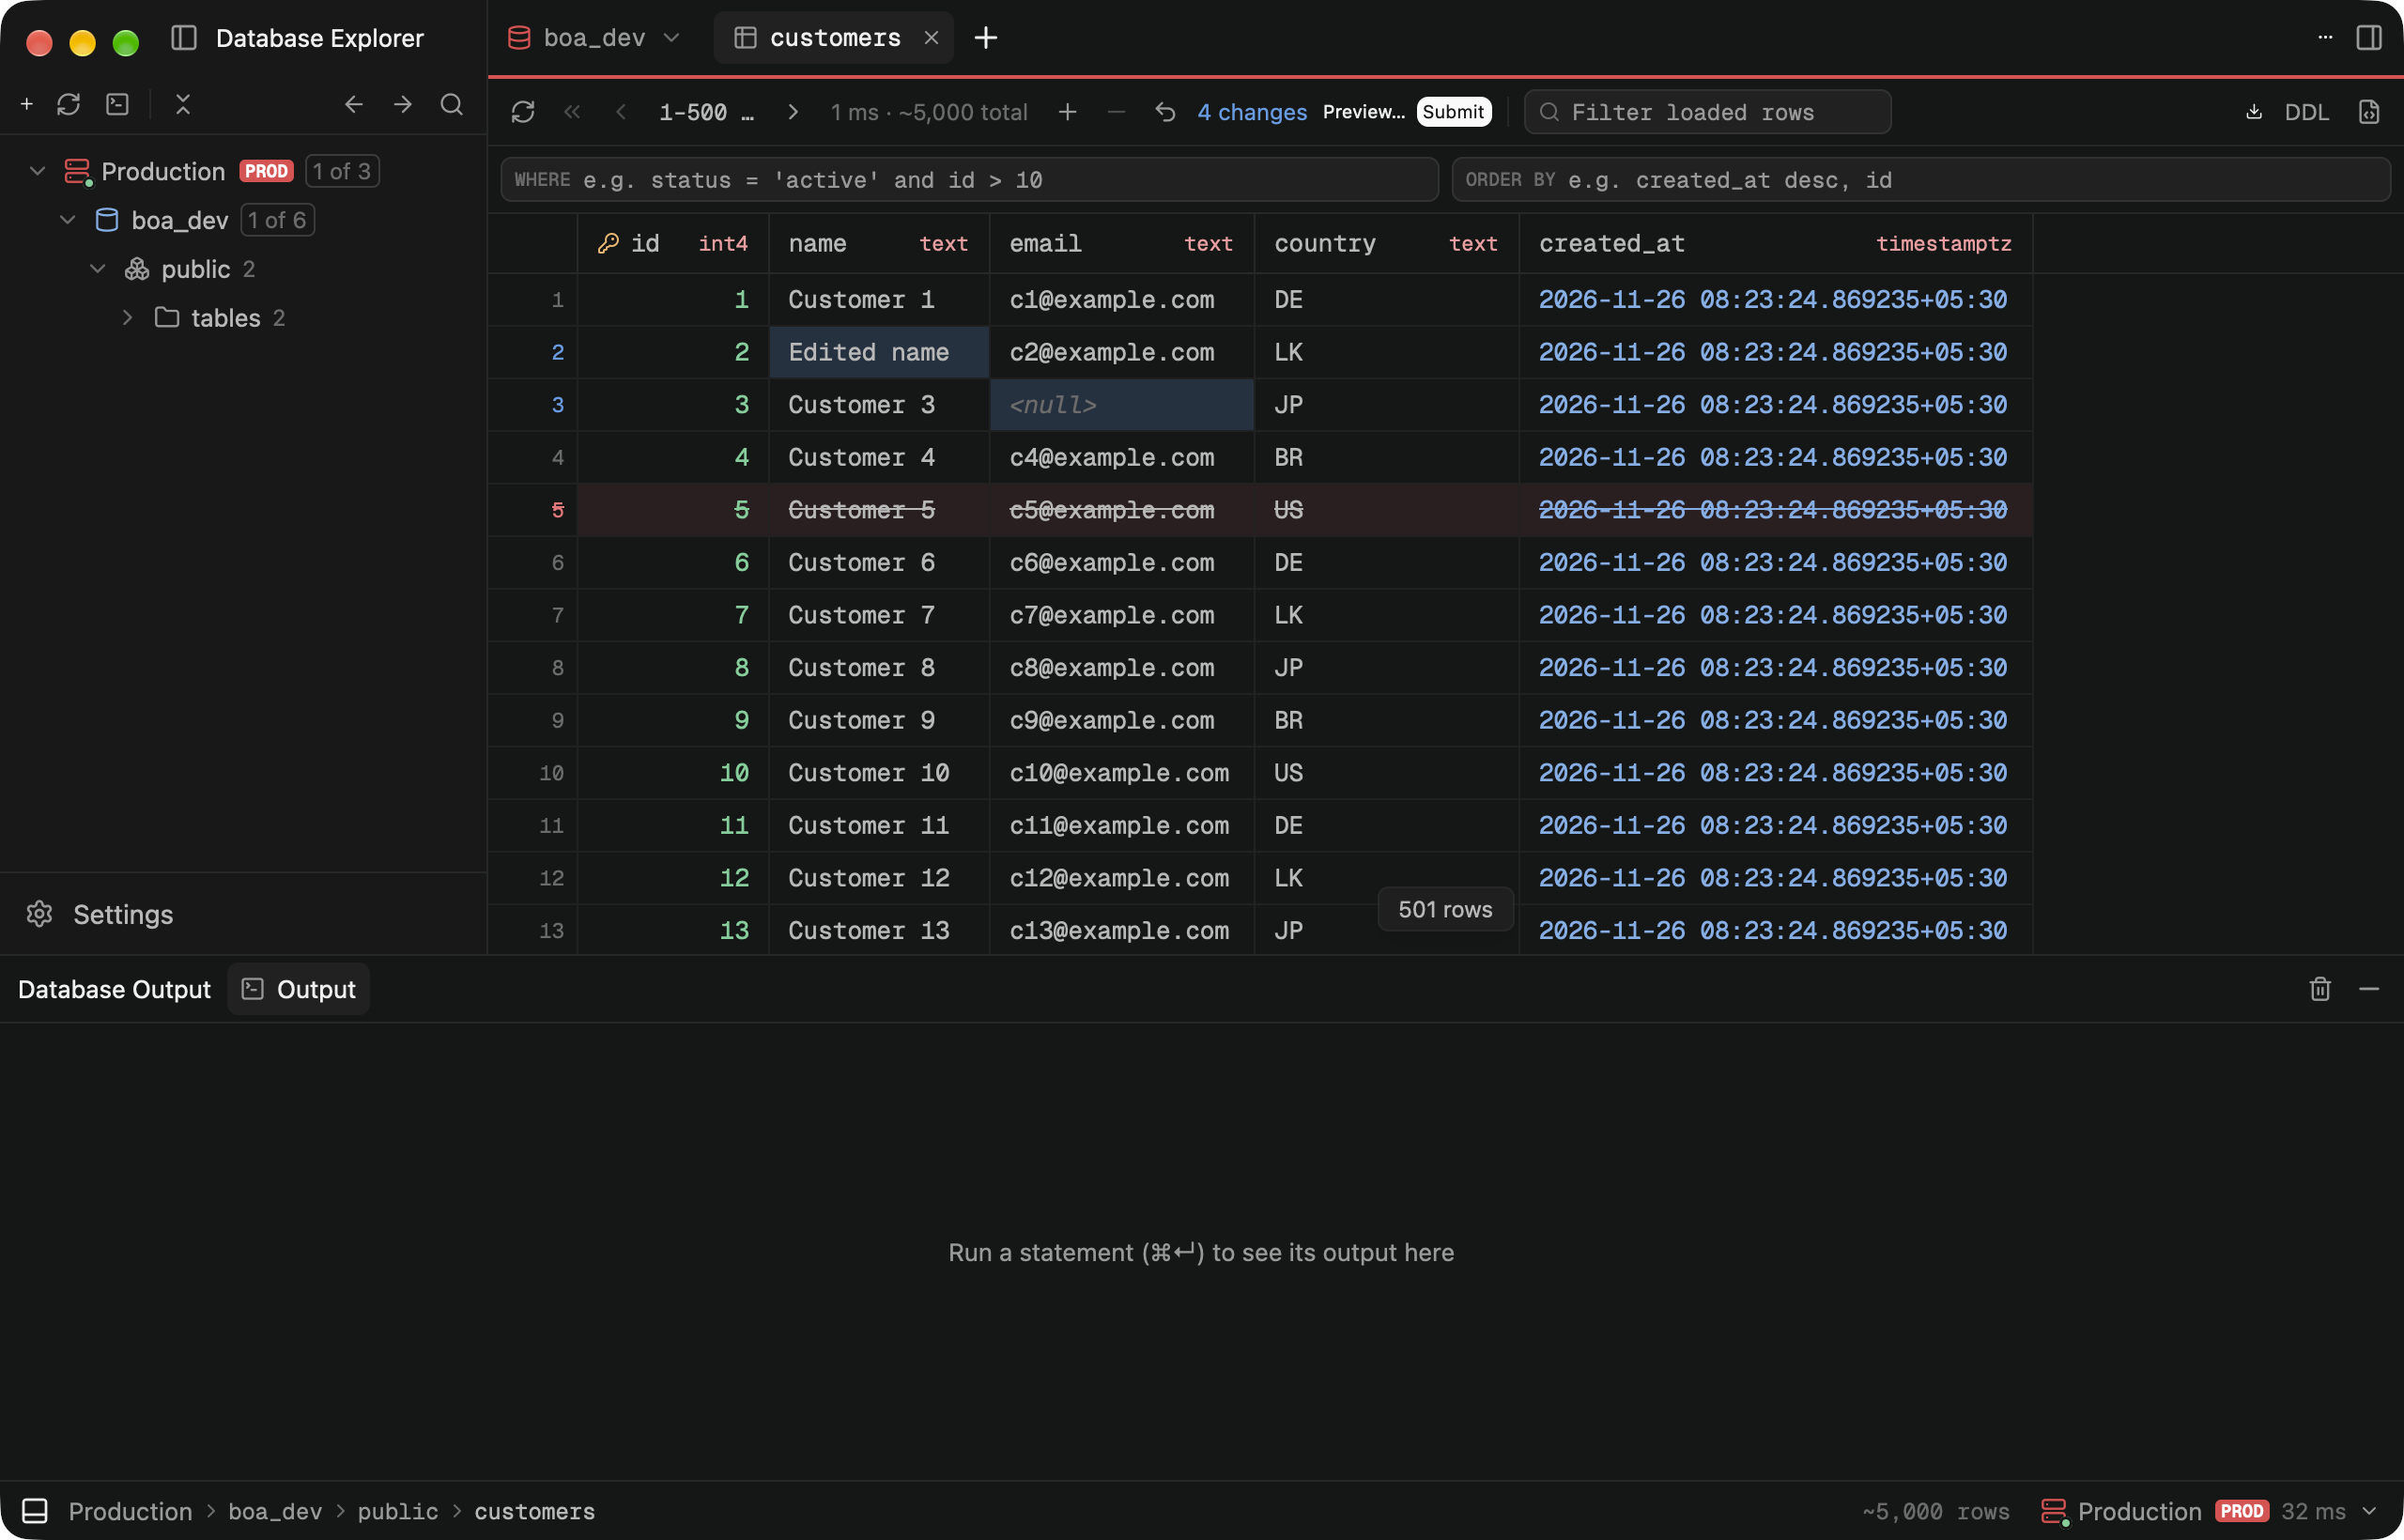 Database Explorer
boa_dev
customers
1-500 …
1 ms · ~5,000 total
4 changes
Preview...
Submit
Filter loaded rows
DDL
Production PROD 1 of 3
boa_dev 1 of 6
public 2
tables 2
Settings
WHERE e.g. status = 'active' and id > 10
ORDER BY e.g. created_at desc, id
id int4 name text email text country text created_at timestamptz
1 1 Customer 1 c1@example.com DE 2026-11-26 08:23:24.869235+05:30
2 2 Edited name c2@example.com LK 2026-11-26 08:23:24.869235+05:30
3 3 Customer 3 <null> JP 2026-11-26 08:23:24.869235+05:30
4 4 Customer 4 c4@example.com BR 2026-11-26 08:23:24.869235+05:30
5 5 Customer 5 c5@example.com US 2026-11-26 08:23:24.869235+05:30
6 6 Customer 6 c6@example.com DE 2026-11-26 08:23:24.869235+05:30
7 7 Customer 7 c7@example.com LK 2026-11-26 08:23:24.869235+05:30
8 8 Customer 8 c8@example.com JP 2026-11-26 08:23:24.869235+05:30
9 9 Customer 9 c9@example.com BR 2026-11-26 08:23:24.869235+05:30
10 10 Customer 10 c10@example.com US 2026-11-26 08:23:24.869235+05:30
11 11 Customer 11 c11@example.com DE 2026-11-26 08:23:24.869235+05:30
12 12 Customer 12 c12@example.com LK 2026-11-26 08:23:24.869235+05:30
13 13 Customer 13 c13@example.com JP 2026-11-26 08:23:24.869235+05:30
501 rows
Database Output
Output
Run a statement (⌘↵) to see its output here
Production > boa_dev > public > customers
~5,000 rows
Production PROD 32 ms